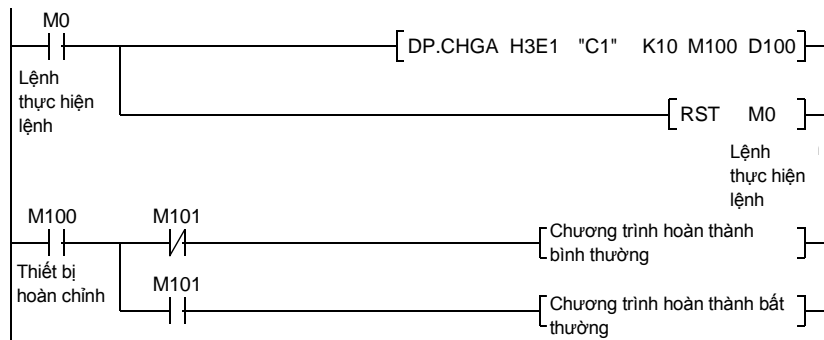 M0
DP.CHGA H3E1 "C1" K10 M100 D100
Lệnh
thực hiện
lệnh
RST M0
Lệnh
thực hiện
lệnh
M100 M101
Chương trình hoàn thành
bình thường
Thiết bị
hoàn chỉnh
M101
Chương trình hoàn thành bất
thường